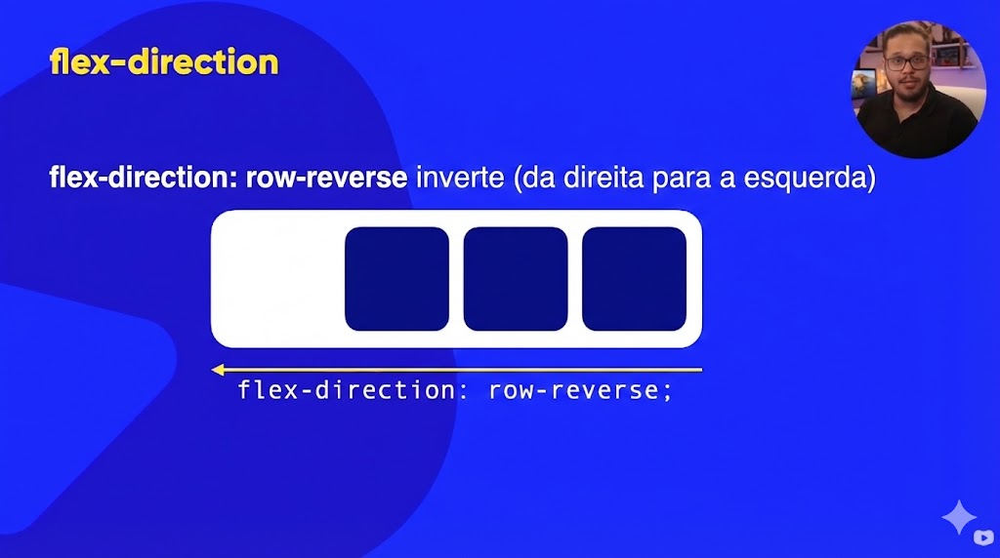 flex-direction
flex-direction: row-reverse inverte (da direita para a esquerda)
flex-direction: row-reverse;